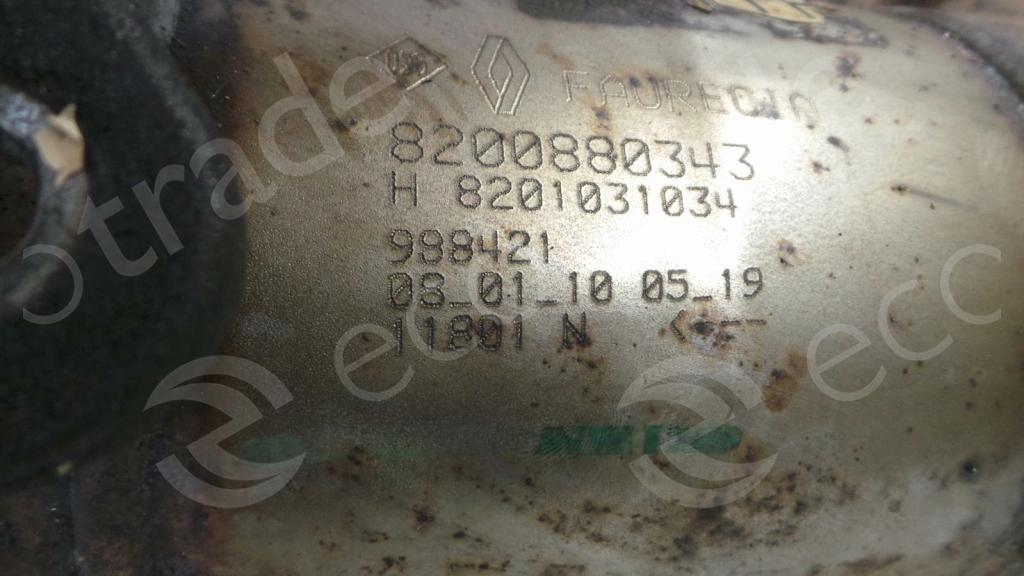 FAURECIA
8200880343
H 8201031034
988421
08_01_10 05_19
11801 N <--